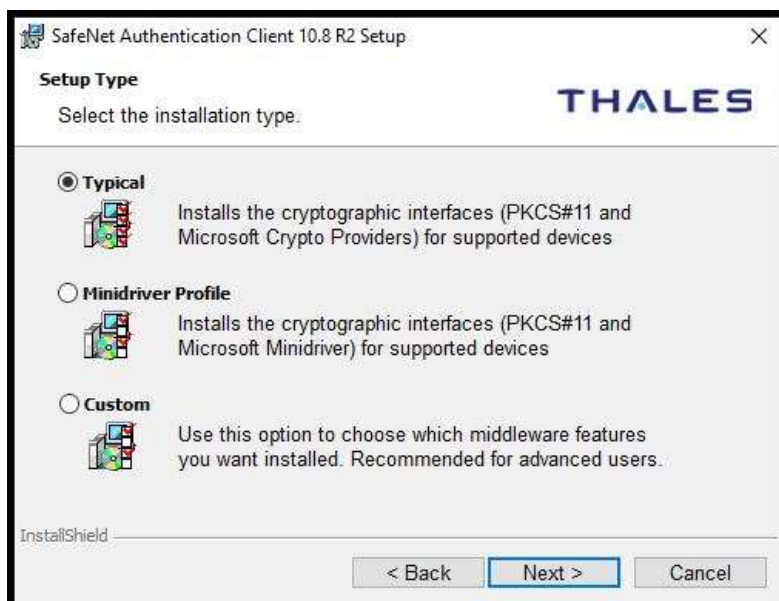 SafeNet Authentication Client 10.8 R2 Setup
Setup Type
Select the installation type.
THALES
Typical
Installs the cryptographic interfaces (PKCS#11 and
Microsoft Crypto Providers) for supported devices
Minidriver Profile
Installs the cryptographic interfaces (PKCS#11 and
Microsoft Minidriver) for supported devices
Custom
Use this option to choose which middleware features
you want installed. Recommended for advanced users.
InstallShield
< Back
Next >
Cancel